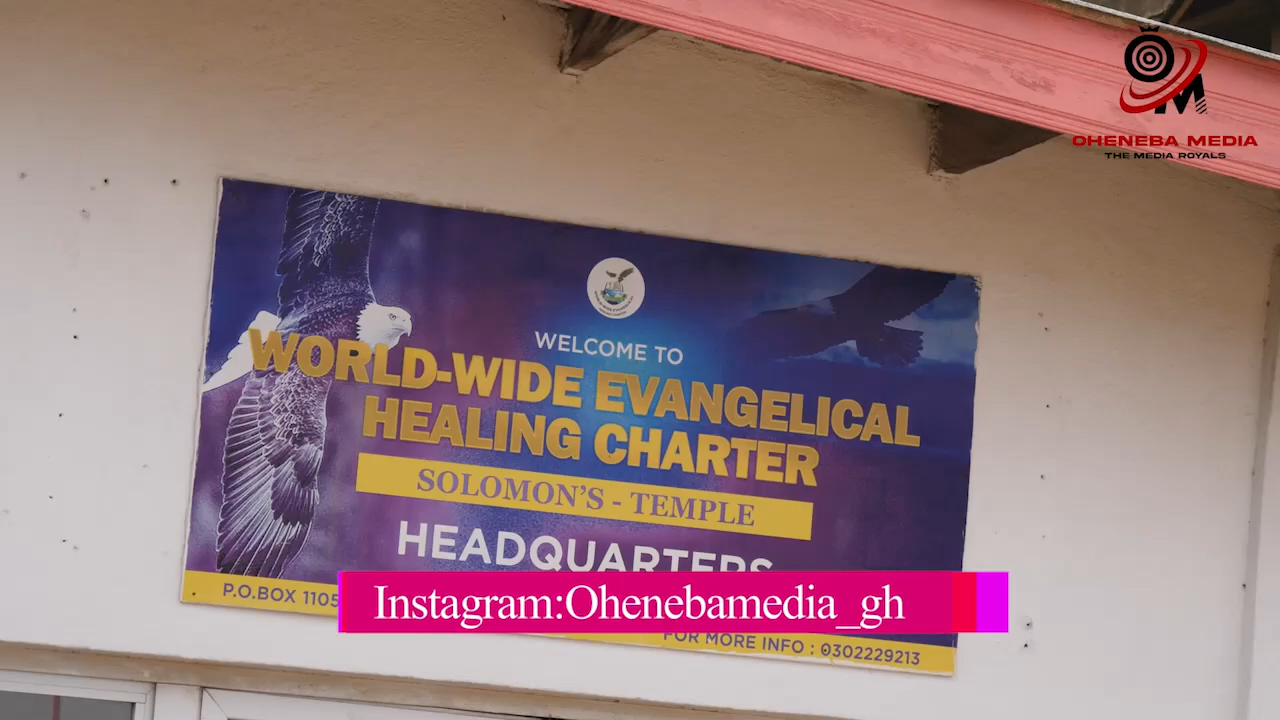 OHENEBA MEDIA
THE MEDIA ROYALS
WELCOME TO
WORLD-WIDE EVANGELICAL
HEALING CHARTER
SOLOMON'S - TEMPLE
HEADQUARTERS
P.O.BOX 1105
Instagram:Ohenebamedia_gh
FOR MORE INFO : 0302229213